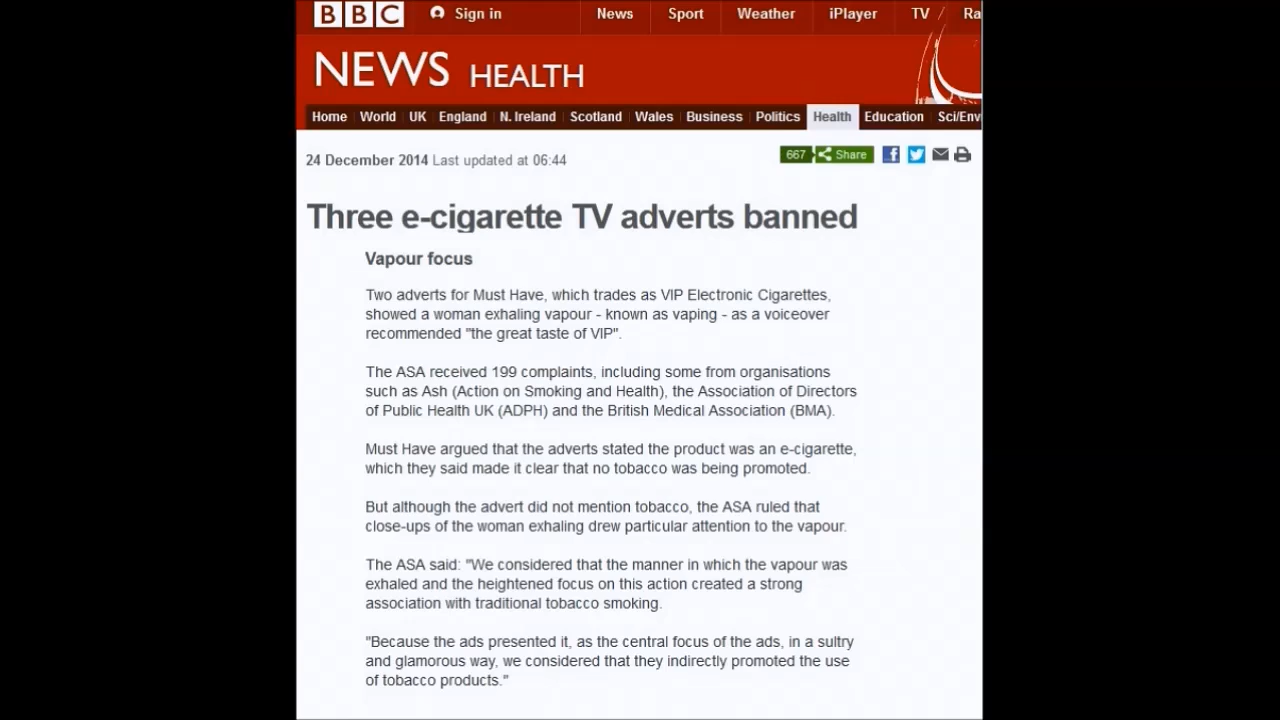 BBC Sign in News Sport Weather iPlayer TV Ra
NEWS HEALTH
Home World UK England N. Ireland Scotland Wales Business Politics Health Education Sci/Env
24 December 2014 Last updated at 06:44
667 Share
Three e-cigarette TV adverts banned
Vapour focus
Two adverts for Must Have, which trades as VIP Electronic Cigarettes,
showed a woman exhaling vapour - known as vaping - as a voiceover
recommended "the great taste of VIP".
The ASA received 199 complaints, including some from organisations
such as Ash (Action on Smoking and Health), the Association of Directors
of Public Health UK (ADPH) and the British Medical Association (BMA).
Must Have argued that the adverts stated the product was an e-cigarette,
which they said made it clear that no tobacco was being promoted.
But although the advert did not mention tobacco, the ASA ruled that
close-ups of the woman exhaling drew particular attention to the vapour.
The ASA said: "We considered that the manner in which the vapour was
exhaled and the heightened focus on this action created a strong
association with traditional tobacco smoking.
"Because the ads presented it, as the central focus of the ads, in a sultry
and glamorous way, we considered that they indirectly promoted the use
of tobacco products."